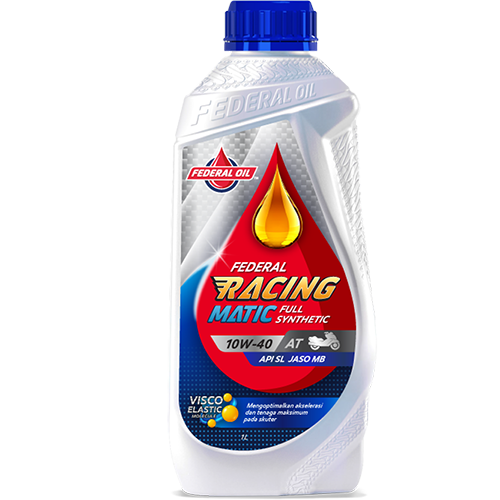 FEDERAL OIL
FEDERAL OIL
FEDERAL
RACING
MATIC FULL SYNTHETIC
10W-40 AT
API SL JASO MB
VISCO
ELASTIC
MOLECULE
Mengoptimalkan akselerasi
dan tenaga maksimum
pada skuter
1L